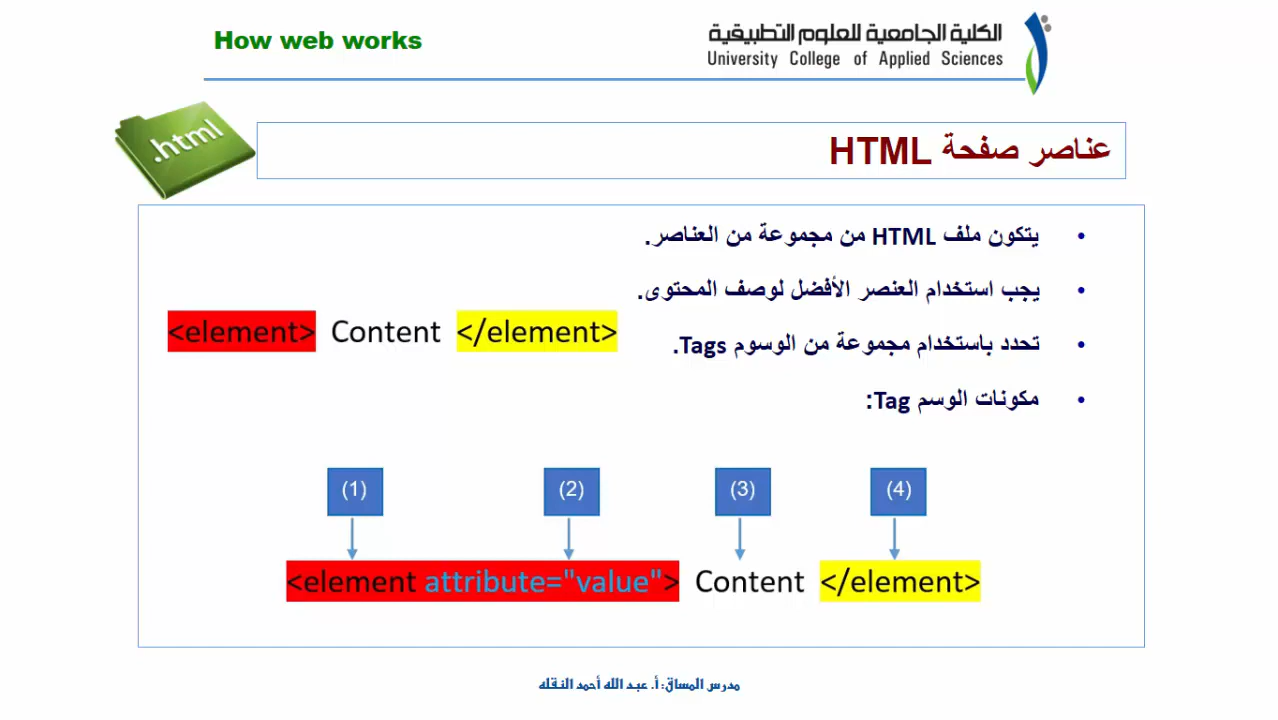 How web works
الكلية الجامعية للعلوم التطبيقية
University College of Applied Sciences
.html
عناصر صفحة HTML
• يتكون ملف HTML من مجموعة من العناصر.
• يجب استخدام العنصر الأفضل لوصف المحتوى.
<element> Content </element>
• تحدد باستخدام مجموعة من الوسوم Tags.
• مكونات الوسم Tag:
(1) (2) (3) (4)
<element attribute="value"> Content </element>
مدرس المساق: أ. عبد الله أحمد النقله